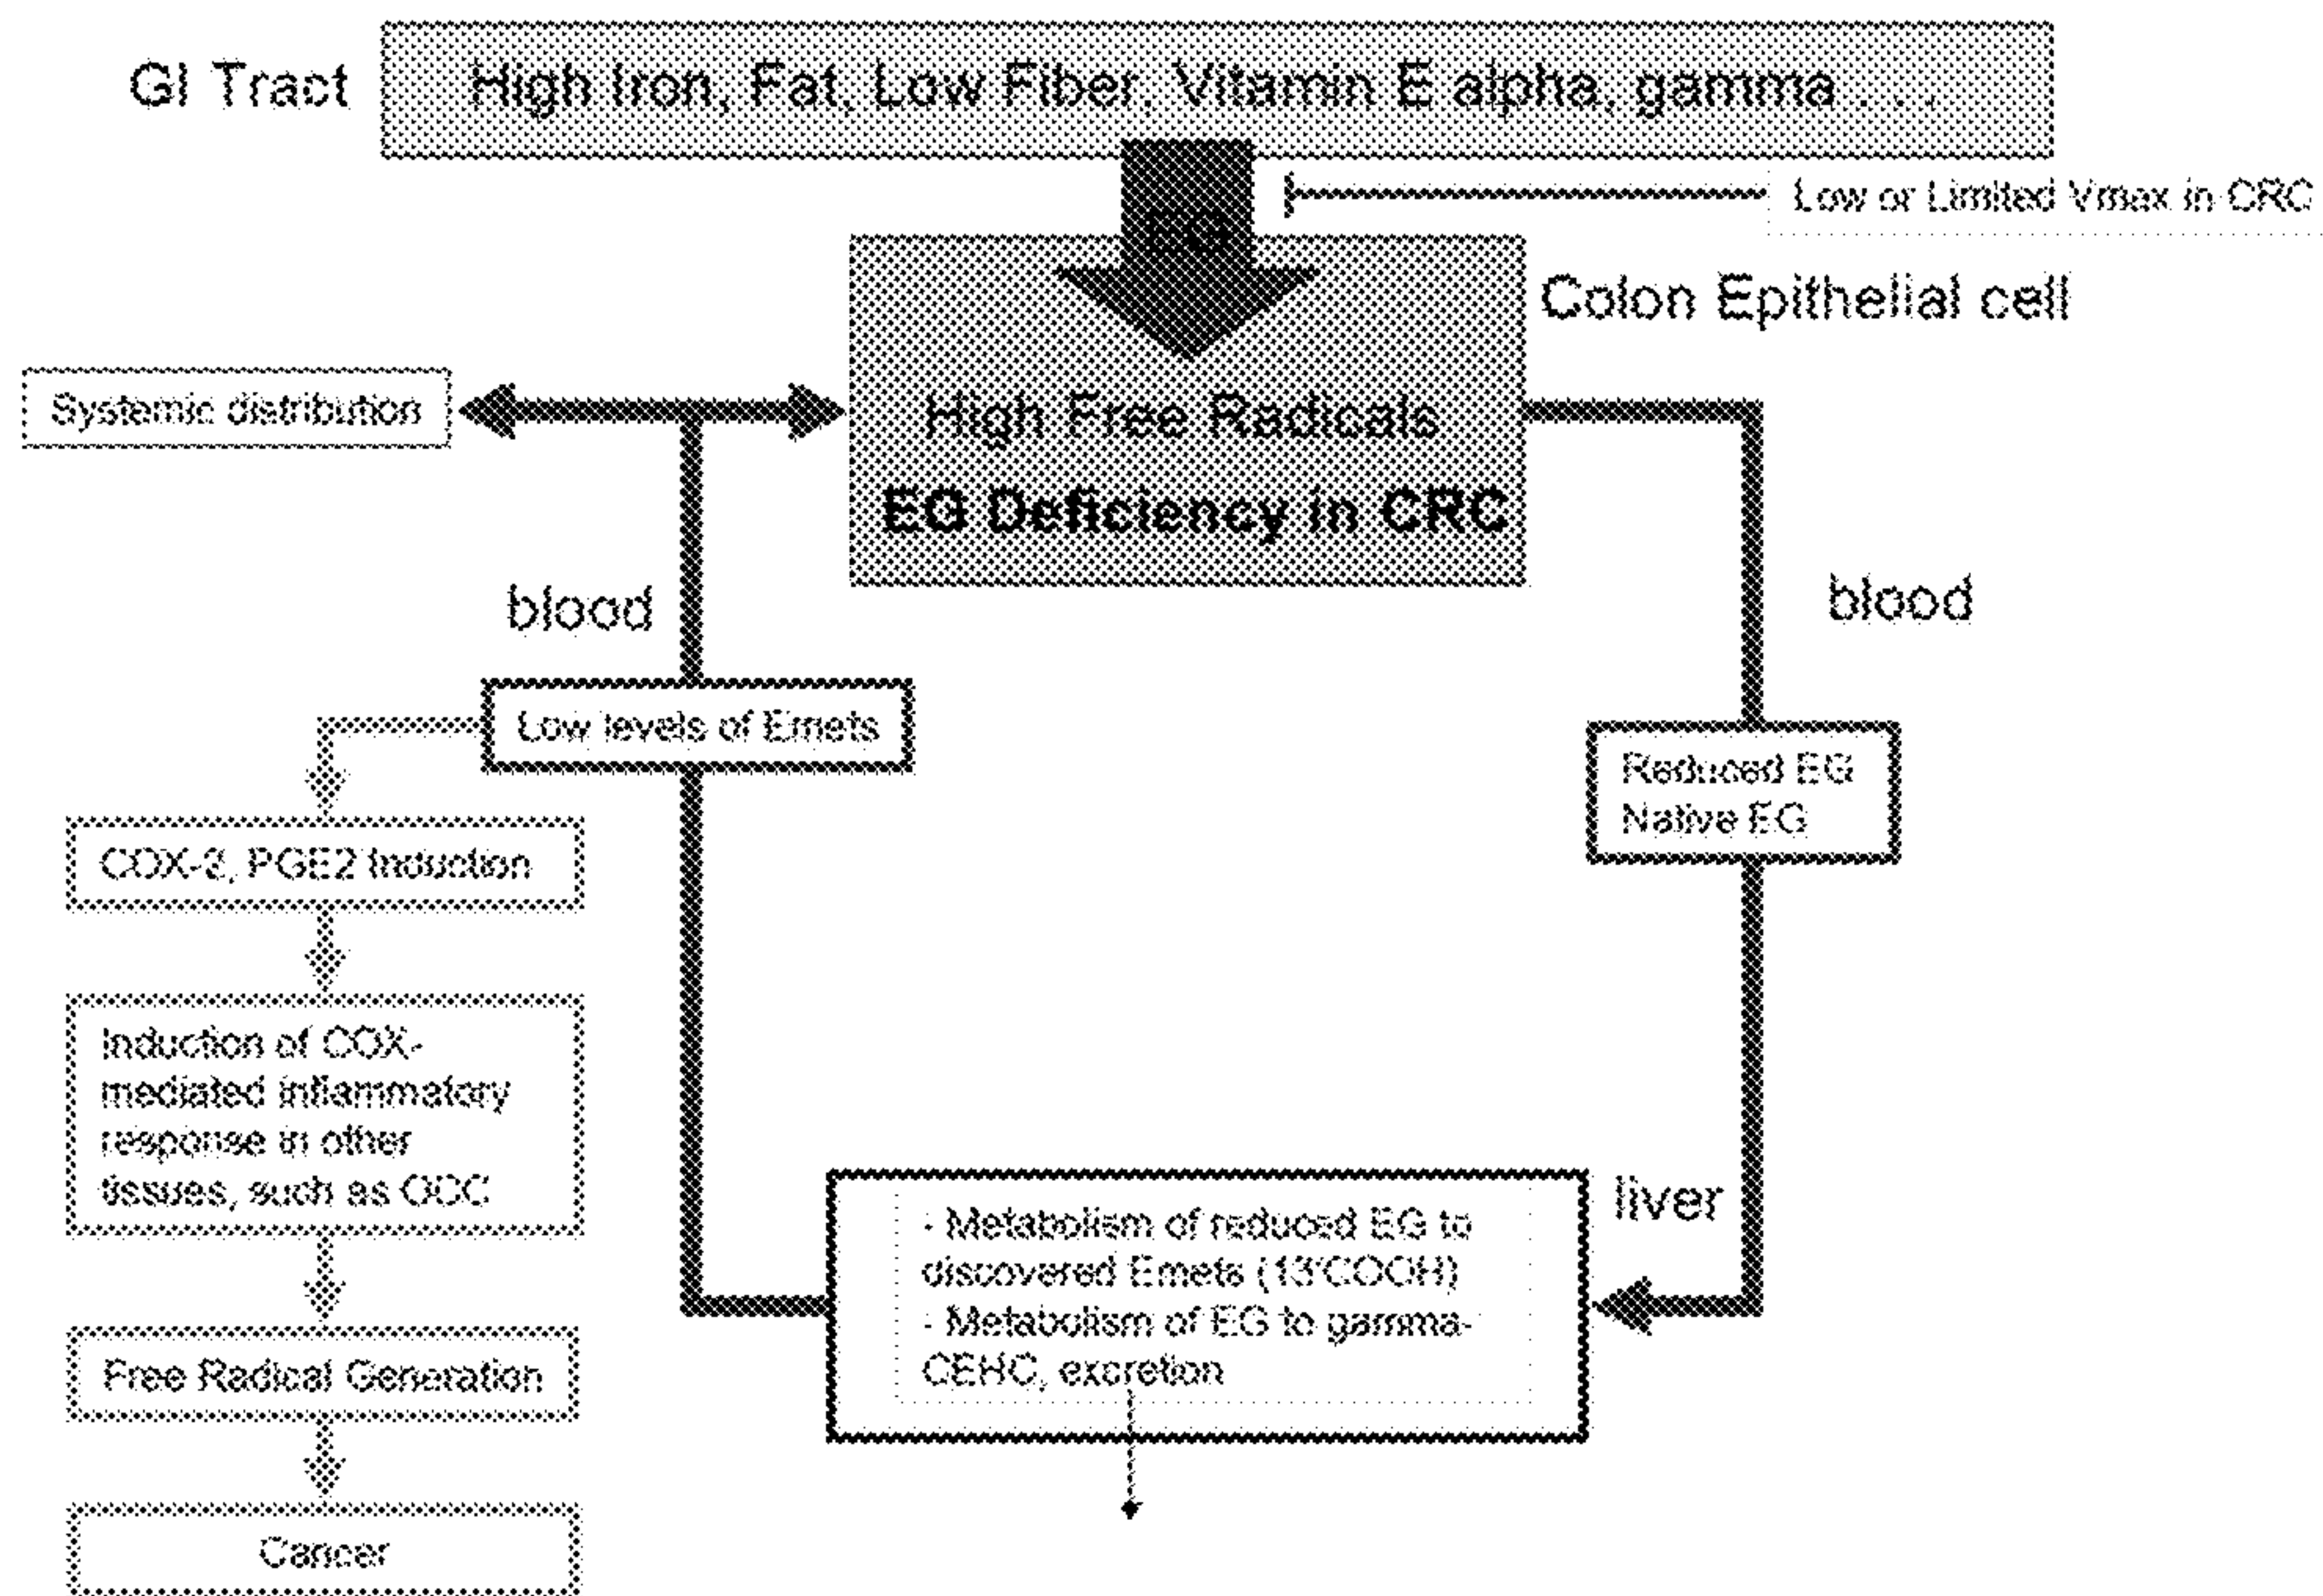 GI Tract
High Iron, Fat, Low Fiber, Vitamin E alpha, gamma . . .
Low or Limited Vmax in CRC
EG
Colon Epithelial cell
Systemic distribution
High Free Radicals
EG Deficiency in CRC
blood
blood
Low levels of Emets
Reduced EG
Native EG
COX-2, PGE2 Induction
Induction of COX-
mediated inflammatory
response in other
tissues, such as OCC
liver
- Metabolism of reduced EG to
discovered Emets (13'COOH)
- Metabolism of EG to gamma-
CEHC, excretion
Free Radical Generation
Cancer